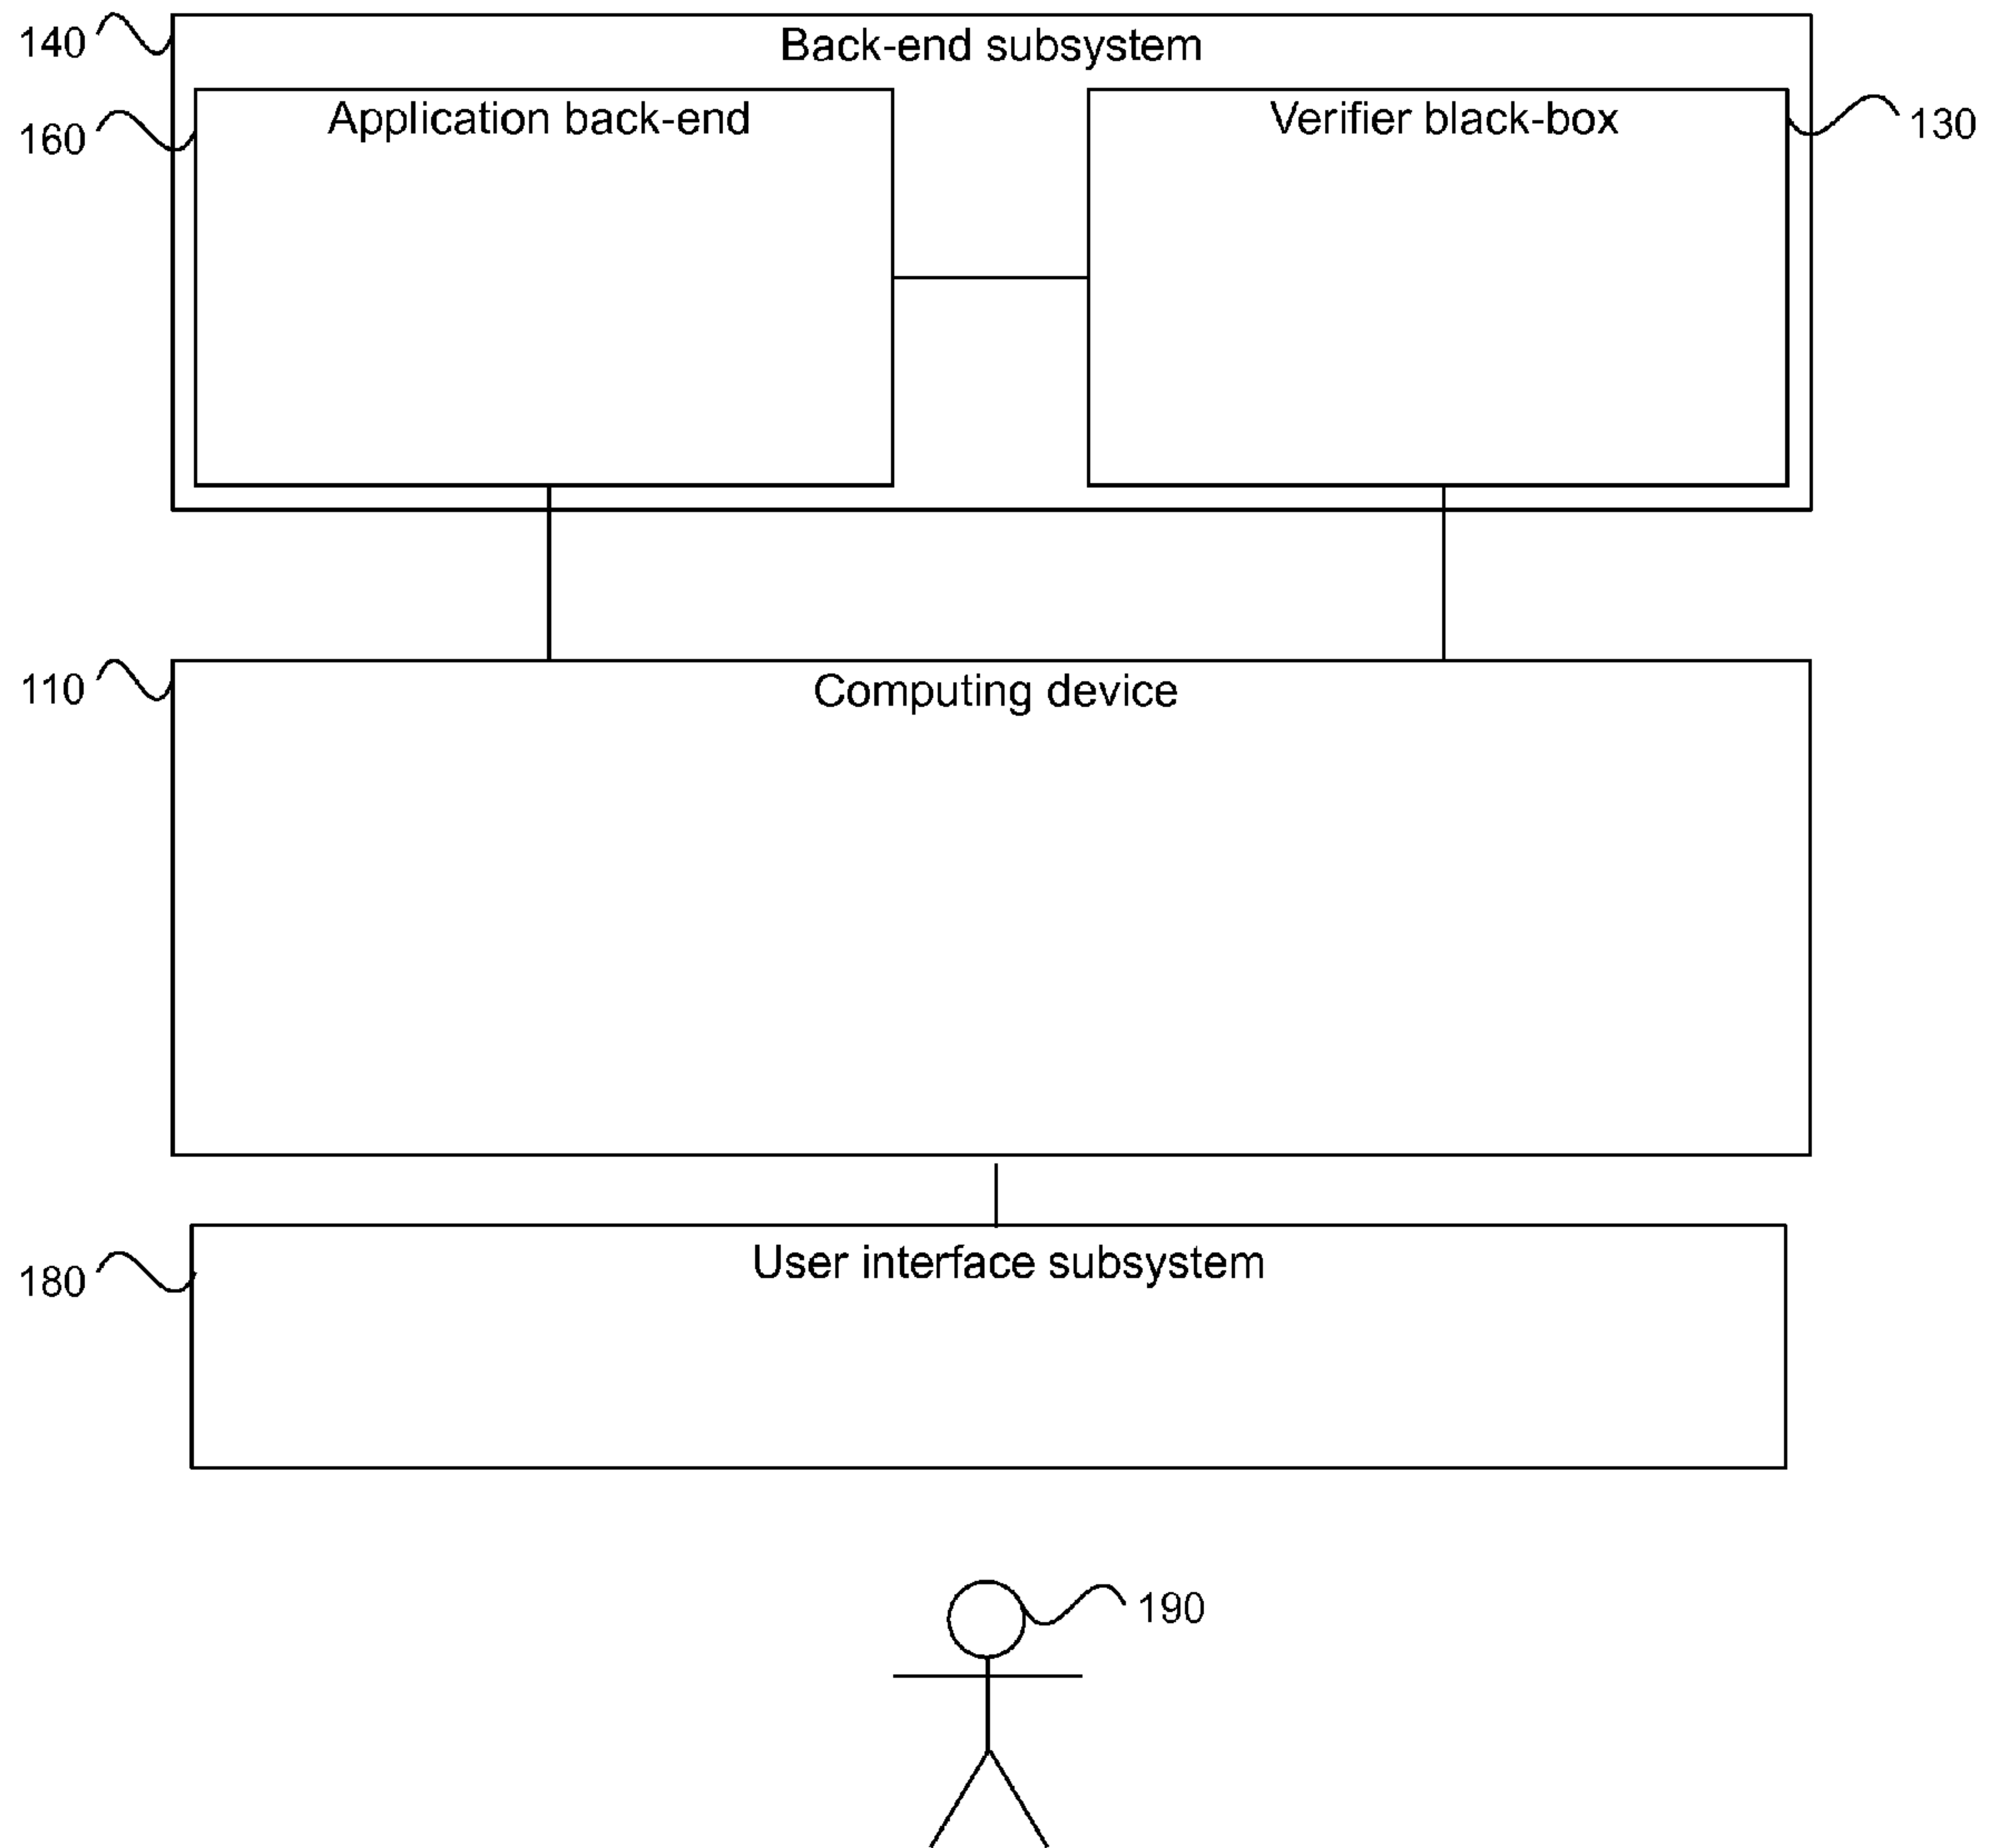 140
Back-end subsystem
160
Application back-end
Verifier black-box
130
110
Computing device
180
User interface subsystem
190